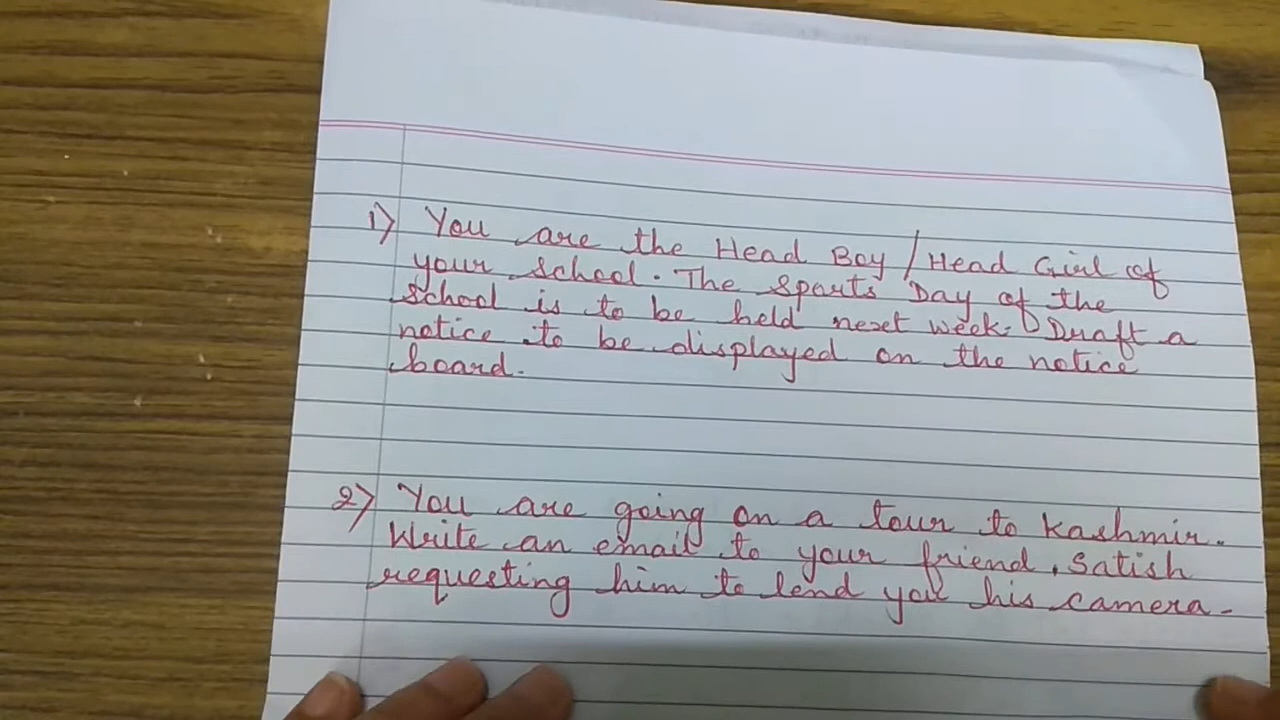 1) You are the Head Boy/Head Girl of
your school. The Sports Day of the
school is to be held next week. Draft a
notice to be displayed on the notice
board.
2) You are going on a tour to Kashmir.
Write an email to your friend, Satish
requesting him to lend you his camera.